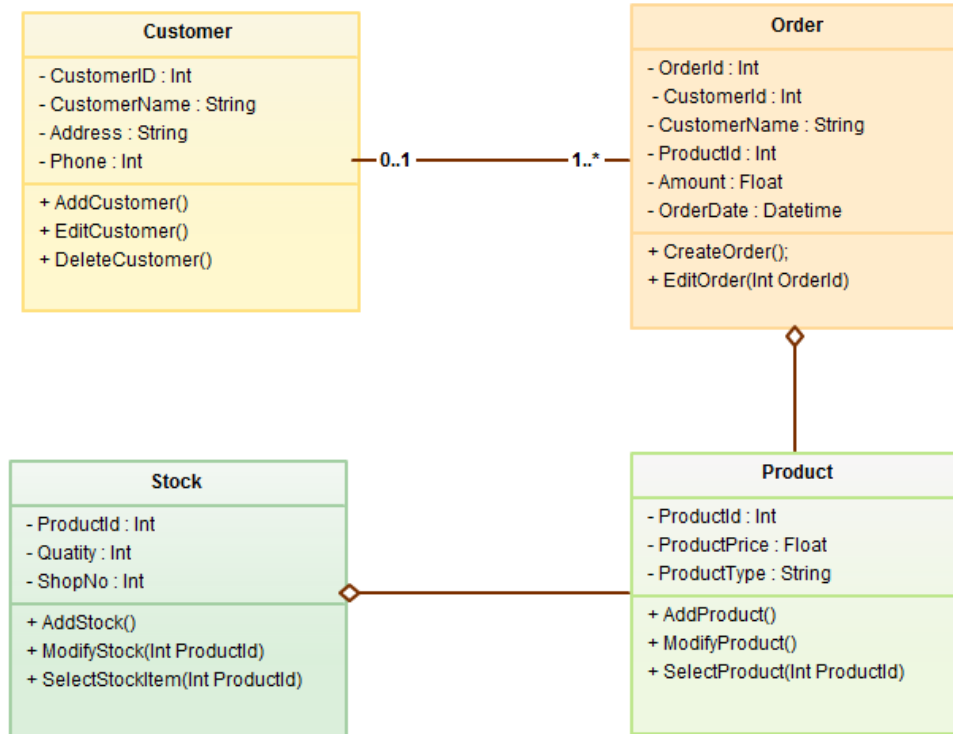 Customer
- CustomerID : Int
- CustomerName : String
- Address : String
- Phone : Int
+ AddCustomer()
+ EditCustomer()
+ DeleteCustomer()
0..1
1..*
Order
- OrderId : Int
- CustomerId : Int
- CustomerName : String
- ProductId : Int
- Amount : Float
- OrderDate : Datetime
+ CreateOrder();
+ EditOrder(Int OrderId)
Stock
- ProductId : Int
- Quatity : Int
- ShopNo : Int
+ AddStock()
+ ModifyStock(Int ProductId)
+ SelectStockItem(Int ProductId)
Product
- ProductId : Int
- ProductPrice : Float
- ProductType : String
+ AddProduct()
+ ModifyProduct()
+ SelectProduct(Int ProductId)